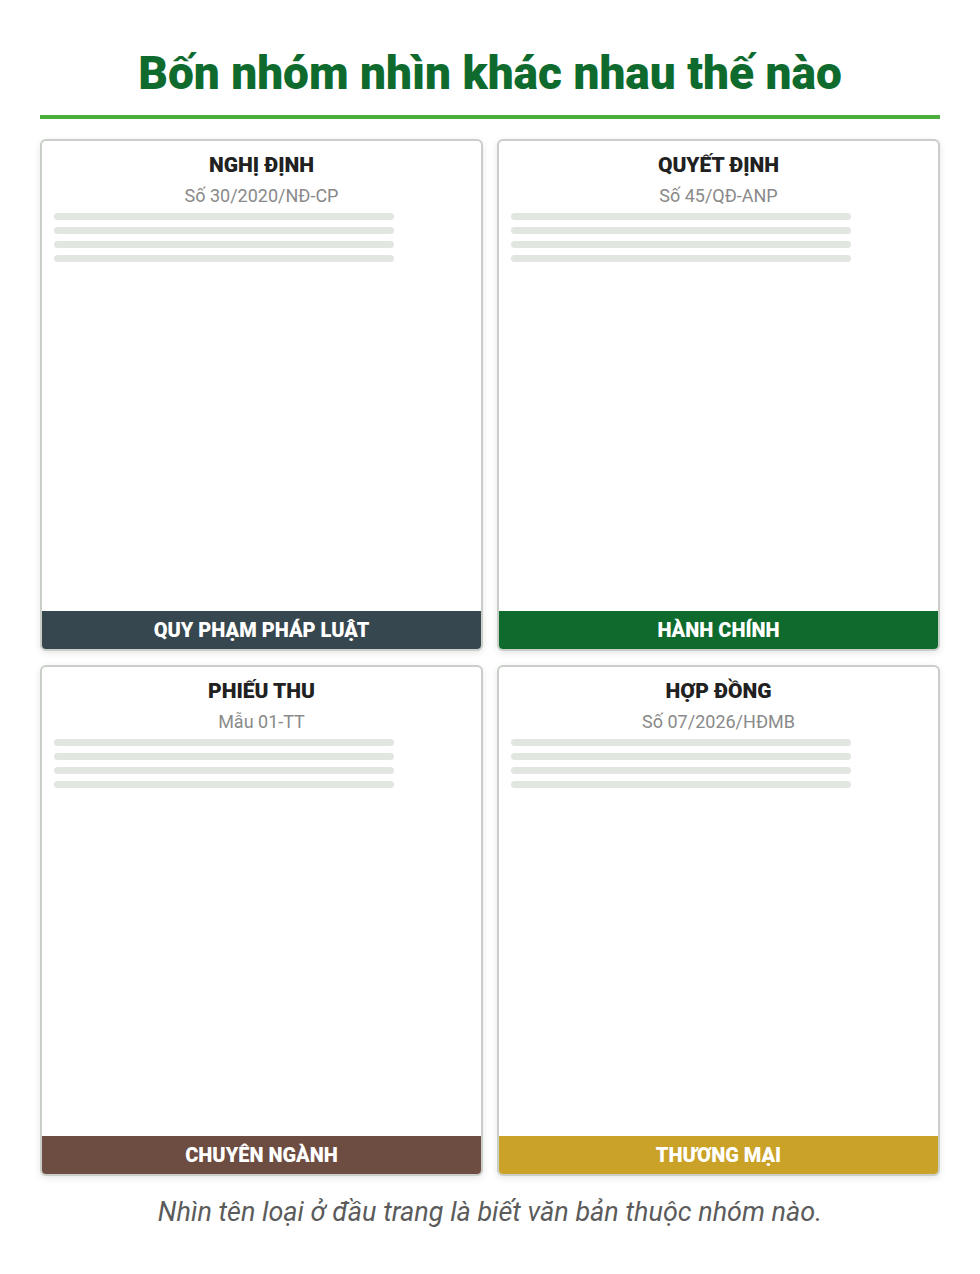 Bốn nhóm nhìn khác nhau thế nào
NGHỊ ĐỊNH
Số 30/2020/NĐ-CP
QUY PHẠM PHÁP LUẬT
QUYẾT ĐỊNH
Số 45/QĐ-ANP
HÀNH CHÍNH
PHIẾU THU
Mẫu 01-TT
CHUYÊN NGÀNH
HỢP ĐỒNG
Số 07/2026/HĐMB
THƯƠNG MẠI
Nhìn tên loại ở đầu trang là biết văn bản thuộc nhóm nào.